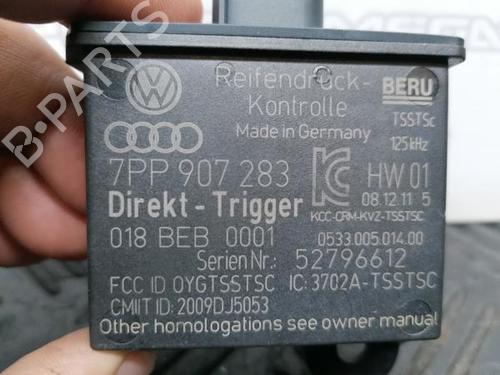 Reifendruck-
Kontrolle
Made in Germany
BERU
TSSTSc
125 kHz
7PP 907 283
HW 01
08.12.11 5
Direkt - Trigger
KCC-CRM-KVZ-TSSTSC
018 BEB 0001
0533.005.014.00
Serien Nr.: 52796612
FCC ID OYGTSSTSC IC: 3702A-TSSTSC
CMIIT ID: 2009DJ5053
Other homologations see owner manual